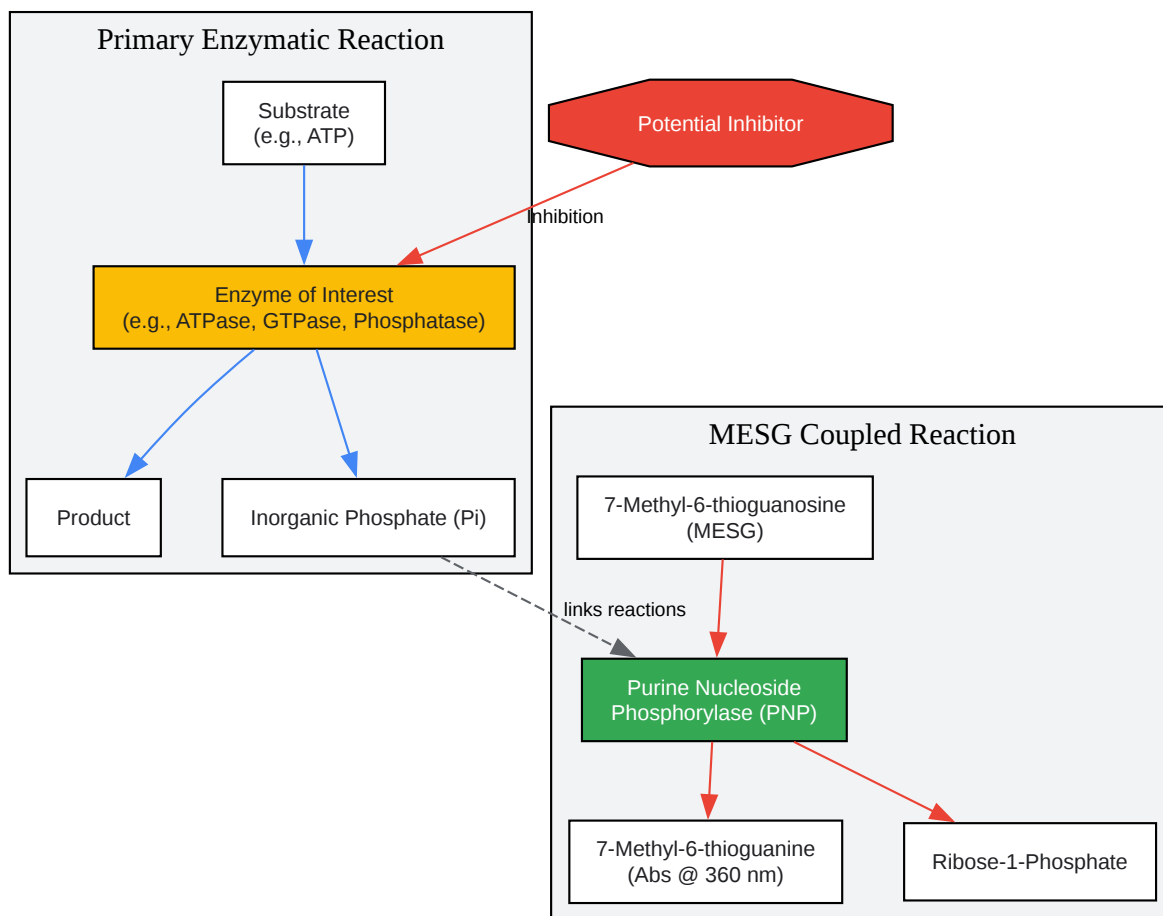 Primary Enzymatic Reaction
Substrate
(e.g., ATP)
Potential Inhibitor
Inhibition
Enzyme of Interest
(e.g., ATPase, GTPase, Phosphatase)
Product
Inorganic Phosphate (Pi)
links reactions
MESG Coupled Reaction
7-Methyl-6-thioguanosine
(MESG)
Purine Nucleoside
Phosphorylase (PNP)
7-Methyl-6-thioguanine
(Abs @ 360 nm)
Ribose-1-Phosphate